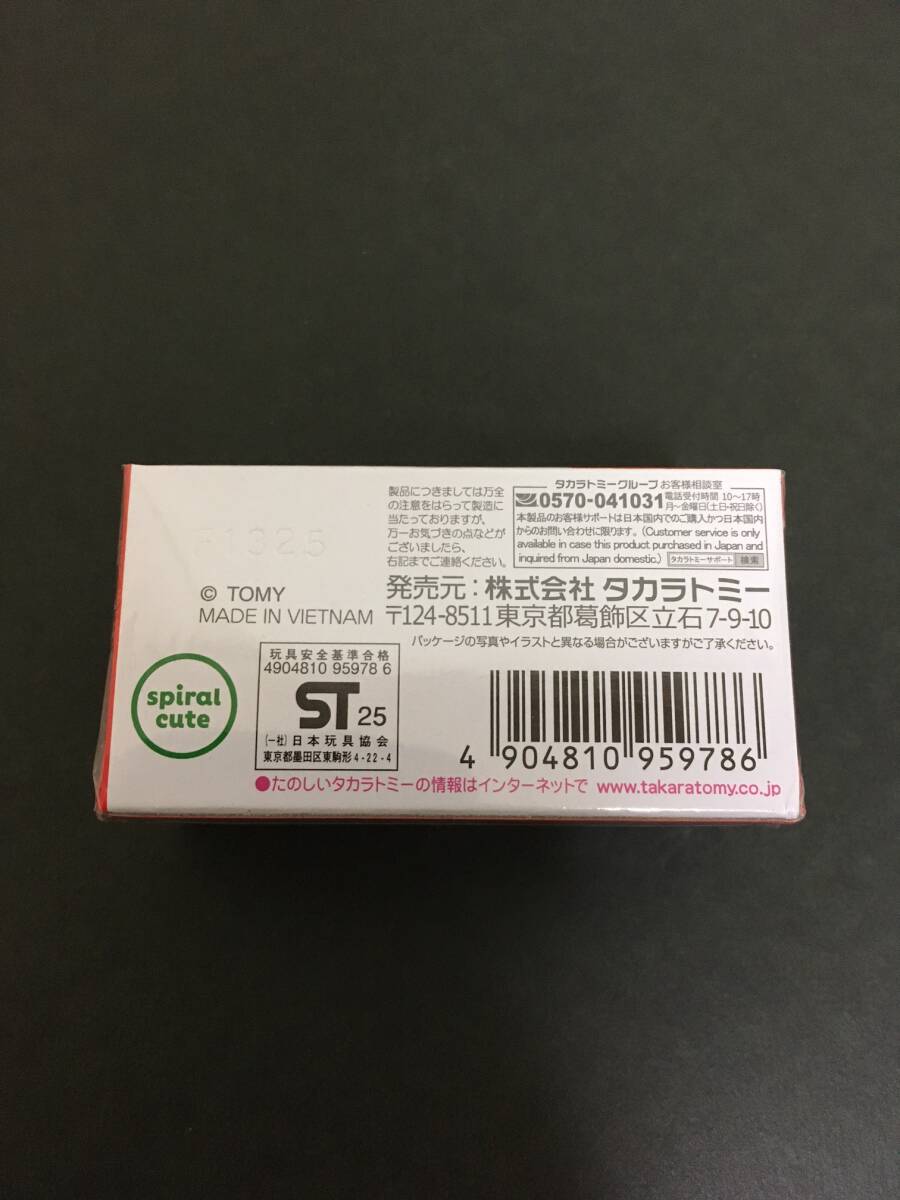 製品につきましては万全
の注意をはらって製造に
当たっておりますが、
万一お気づきの点などが
ございましたら、
右記までご連絡ください。
タカラトミーグループ お客様相談室
0570-041031 電話受付時間 10～17時
月～金曜日(土・日・祝日除く)
本製品のお客様サポートは日本国内でのご購入かつ日本国内
からのお問い合わせに限ります。(Customer service is only
available in case this product purchased in Japan and
inquired from Japan domestic.) タカラトミーサポート 検索
325
© TOMY
MADE IN VIETNAM
発売元：株式会社 タカラトミー
〒124-8511 東京都葛飾区立石7-9-10
パッケージの写真やイラストと異なる場合がございますがご了承ください。
spiral
cute
玩具安全基準合格
4904810 95978 6
ST 25
(一社)日本玩具協会
東京都墨田区東駒形4-22-4
4 904810 959786
●たのしいタカラトミーの情報はインターネットで www.takaratomy.co.jp